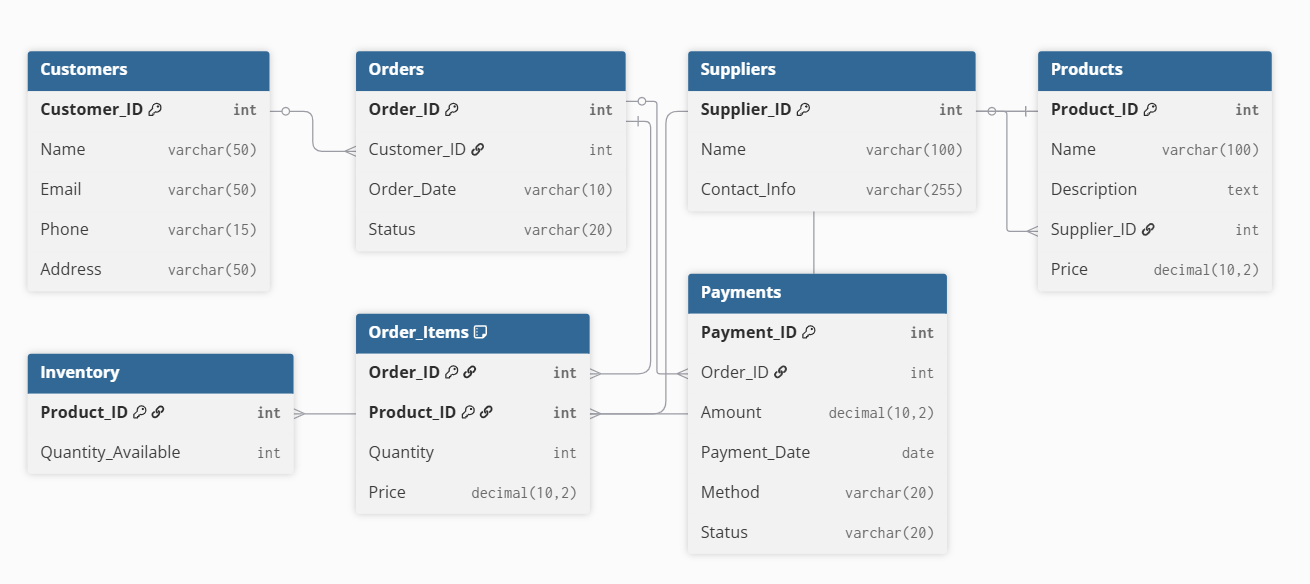 Customers
Customer_ID int
Name varchar(50)
Email varchar(50)
Phone varchar(15)
Address varchar(50)
Orders
Order_ID int
Customer_ID int
Order_Date varchar(10)
Status varchar(20)
Suppliers
Supplier_ID int
Name varchar(100)
Contact_Info varchar(255)
Products
Product_ID int
Name varchar(100)
Description text
Supplier_ID int
Price decimal(10,2)
Inventory
Product_ID int
Quantity_Available int
Order_Items
Order_ID int
Product_ID int
Quantity int
Price decimal(10,2)
Payments
Payment_ID int
Order_ID int
Amount decimal(10,2)
Payment_Date date
Method varchar(20)
Status varchar(20)